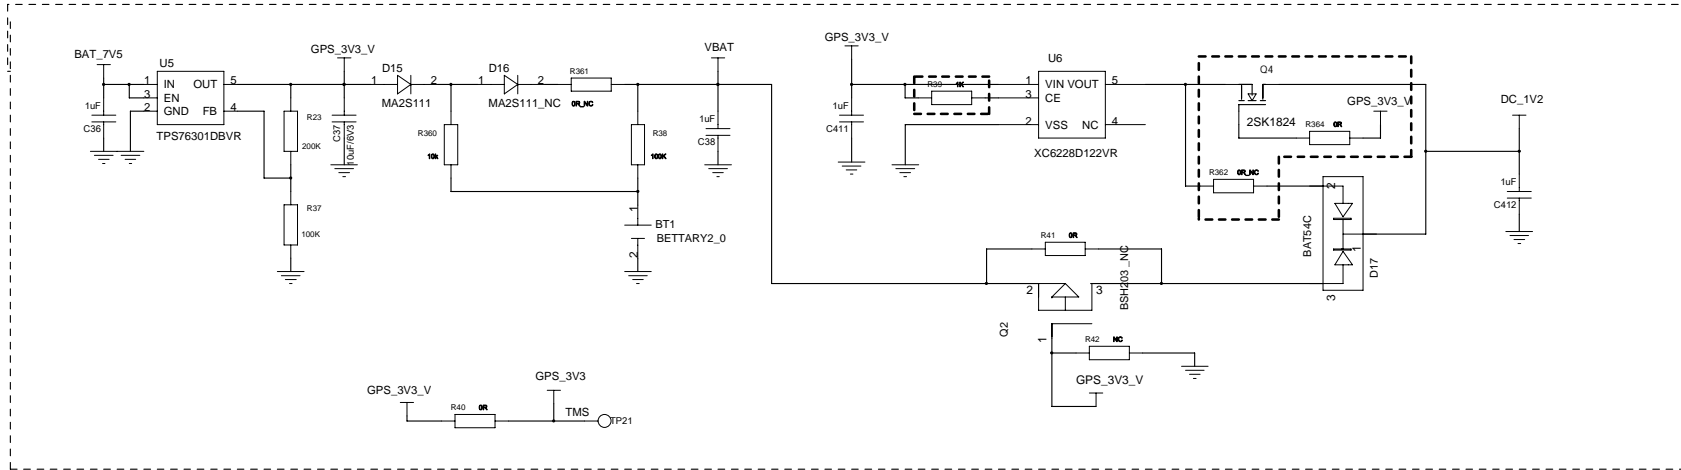 BAT_7V5
U5
1 IN OUT 5
3 EN
2 GND FB 4
TPS76301DBVR
1uF
C36
R23
200K
R37
100K
GPS_3V3_V
C37
10uF/6V3
D15
1 2
MA2S111
D16
1 2
MA2S111_NC
R361
0R_NC
R360
10k
R38
100K
VBAT
1uF
C38
1
BT1
BETTARY2_0
2
GPS_3V3_V
1uF
C411
R39 1K
U6
1 VIN VOUT 5
3 CE
2 VSS NC 4
XC6228D122VR
Q4
2SK1824
GPS_3V3_V
R364 0R
R362 0R_NC
DC_1V2
1uF
C412
BAT54C
2
1
3
D17
R41 0R
2 3
BSH203_NC
Q2
1
R42 NC
GPS_3V3_V
GPS_3V3_V
R40 0R
GPS_3V3
TMS
TP21